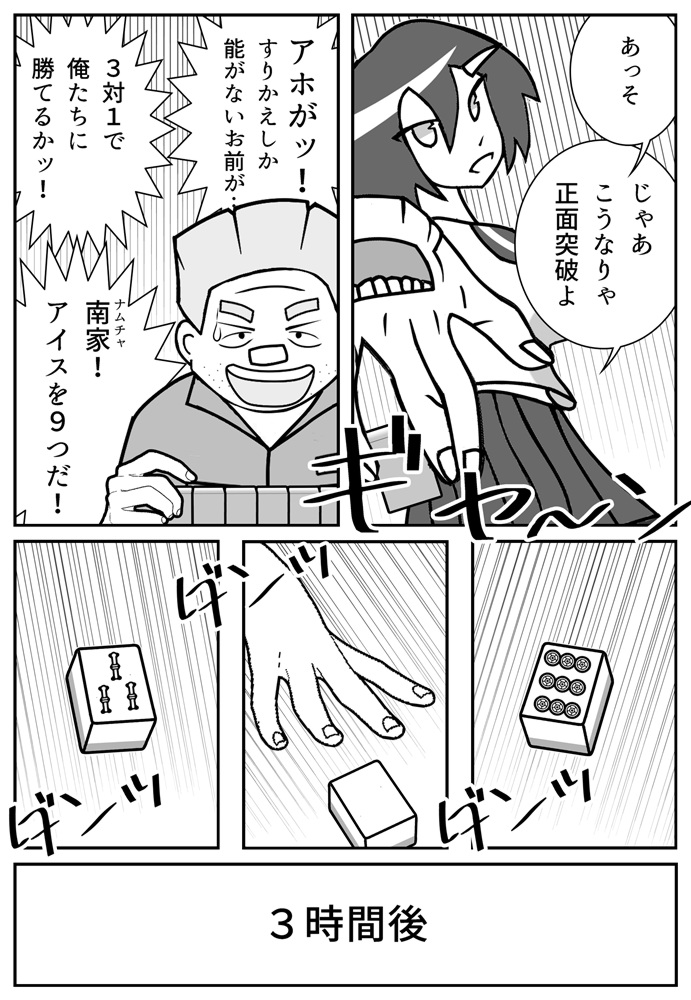 あっそ
じゃあ
こうなりゃ
正面突破よ
ギャ〜ン
アホがッ！
すりかえしか
能がないお前が…
３対１で
俺たちに
勝てるかッ！
ナムチャ
南家！
アイスを９つだ！
ダンッ
ダンッ
ダンッ
３時間後